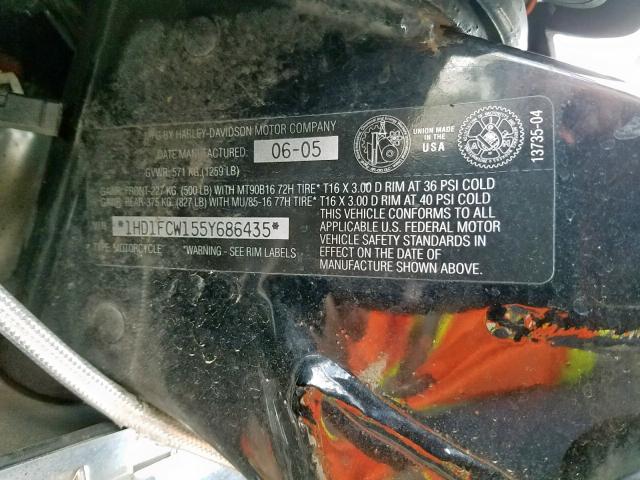 MFG BY HARLEY-DAVIDSON MOTOR COMPANY
DATE MANUFACTURED: 06-05
GVWR: 571 KG. (1259 LB)
GAWR: FRONT-227 KG. (500 LB) WITH MT90B16 72H TIRE* T16 X 3.00 D RIM AT 36 PSI COLD
GAWR: REAR-375 KG. (827 LB) WITH MU/85-16 77H TIRE* T16 X 3.00 D RIM AT 40 PSI COLD
VIN: *1HD1FCW155Y686435*
TYPE: MOTORCYCLE *WARNING - SEE RIM LABELS
THIS VEHICLE CONFORMS TO ALL
APPLICABLE U.S. FEDERAL MOTOR
VEHICLE SAFETY STANDARDS IN
EFFECT ON THE DATE OF
MANUFACTURE SHOWN ABOVE.
UNION MADE
IN THE
USA
13735-04